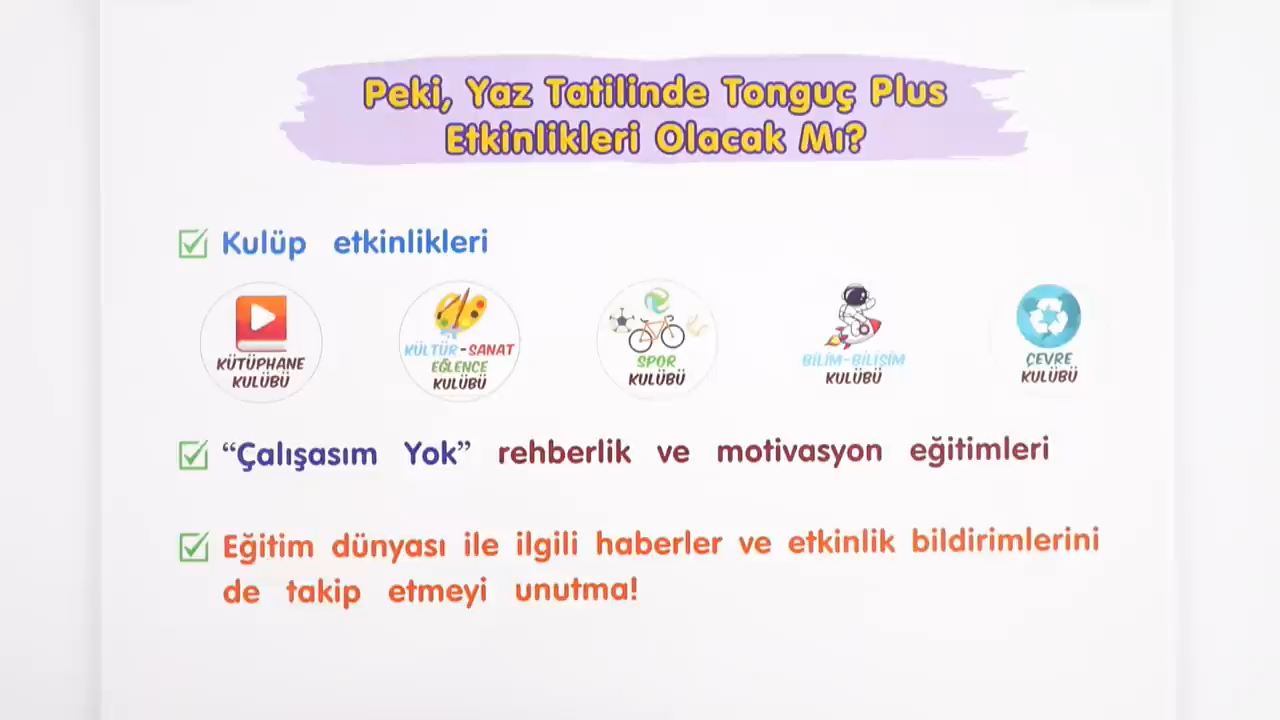 Peki, Yaz Tatilinde Tonguç Plus
Etkinlikleri Olacak Mı?
Kulüp etkinlikleri
KÜTÜPHANE
KULÜBÜ
KÜLTÜR-SANAT
EĞLENCE
KULÜBÜ
SPOR
KULÜBÜ
BİLİM-BİLİŞİM
KULÜBÜ
ÇEVRE
KULÜBÜ
“Çalışasım Yok” rehberlik ve motivasyon eğitimleri
Eğitim dünyası ile ilgili haberler ve etkinlik bildirimlerini
de takip etmeyi unutma!